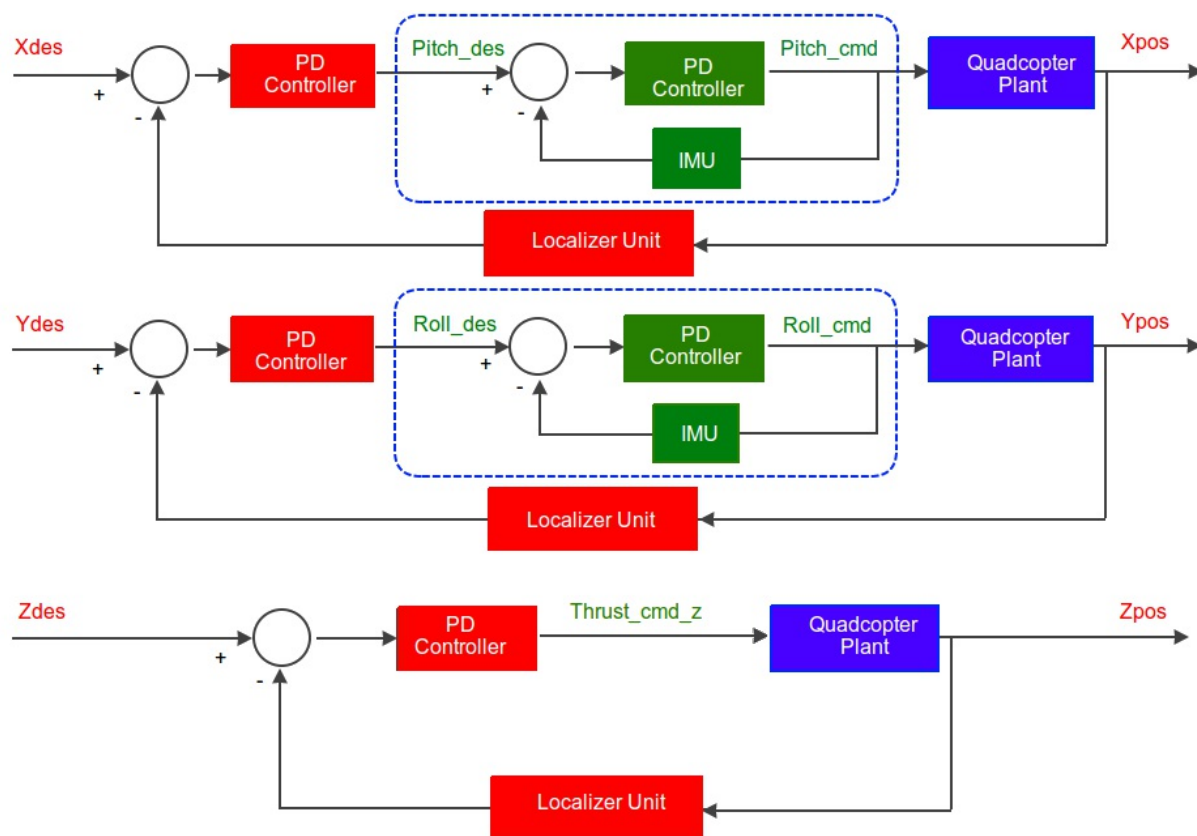 Xdes
+
-
PD
Controller
Pitch_des
+
-
PD
Controller
Pitch_cmd
IMU
Quadcopter
Plant
Xpos
Localizer Unit
Ydes
+
-
PD
Controller
Roll_des
+
-
PD
Controller
Roll_cmd
IMU
Quadcopter
Plant
Ypos
Localizer Unit
Zdes
+
-
PD
Controller
Thrust_cmd_z
Quadcopter
Plant
Zpos
Localizer Unit